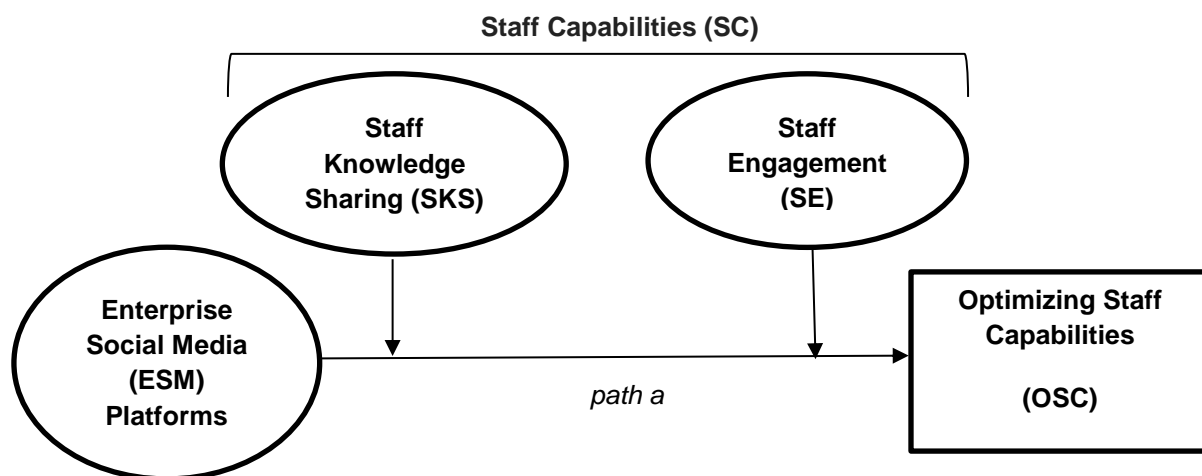 Staff Capabilities (SC)
Staff
Knowledge
Sharing (SKS)
Staff
Engagement
(SE)
Enterprise
Social Media
(ESM)
Platforms
path a
Optimizing Staff
Capabilities
(OSC)